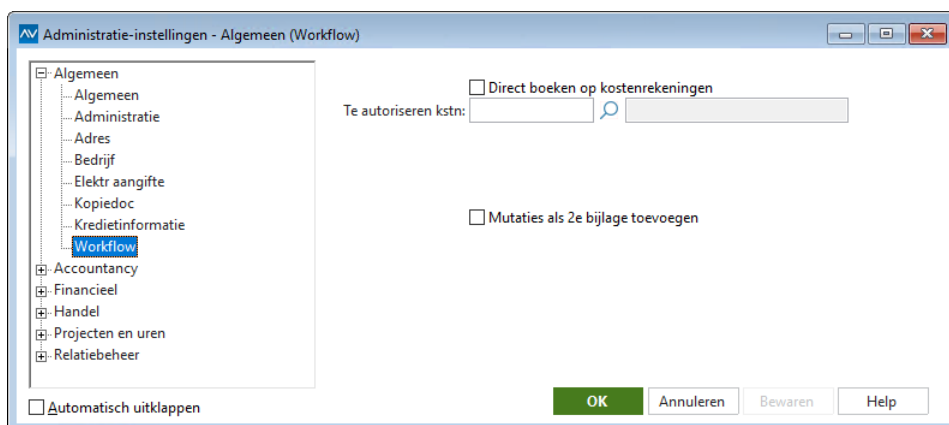 Administratie-instellingen - Algemeen (Workflow)
Algemeen
Algemeen
Administratie
Adres
Bedrijf
Elektr aangifte
Kopiedoc
Kredietinformatie
Workflow
Accountancy
Financieel
Handel
Projecten en uren
Relatiebeheer
Automatisch uitklappen
Direct boeken op kostenrekeningen
Te autoriseren kstn:
Mutaties als 2e bijlage toevoegen
OK Annuleren Bewaren Help